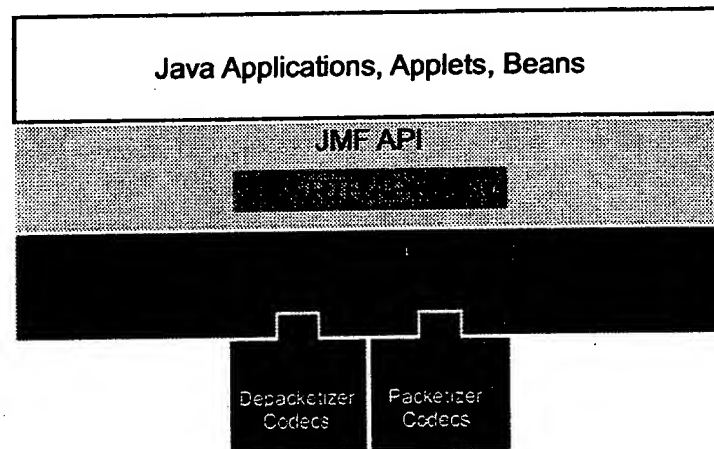 Java Applications, Applets, Beans
JMF API
Depacketizer
Codecs
Packetizer
Codecs